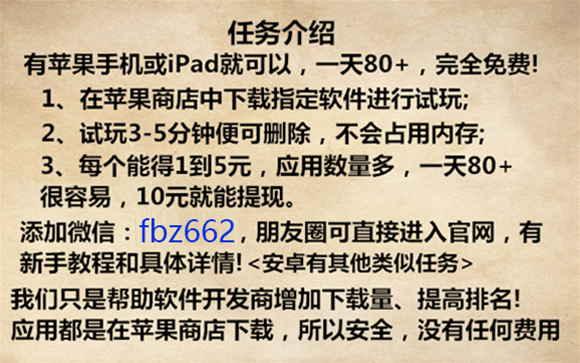 任务介绍
有苹果手机或iPad就可以，一天80+，完全免费!
1、在苹果商店中下载指定软件进行试玩;
2、试玩3-5分钟便可删除，不会占用内存;
3、每个能得1到5元，应用数量多，一天80+
很容易，10元就能提现。
添加微信：fbz662，朋友圈可直接进入官网，有
新手教程和具体详情!<安卓有其他类似任务>
我们只是帮助软件开发商增加下载量、提高排名!
应用都是在苹果商店下载，所以安全，没有任何费用